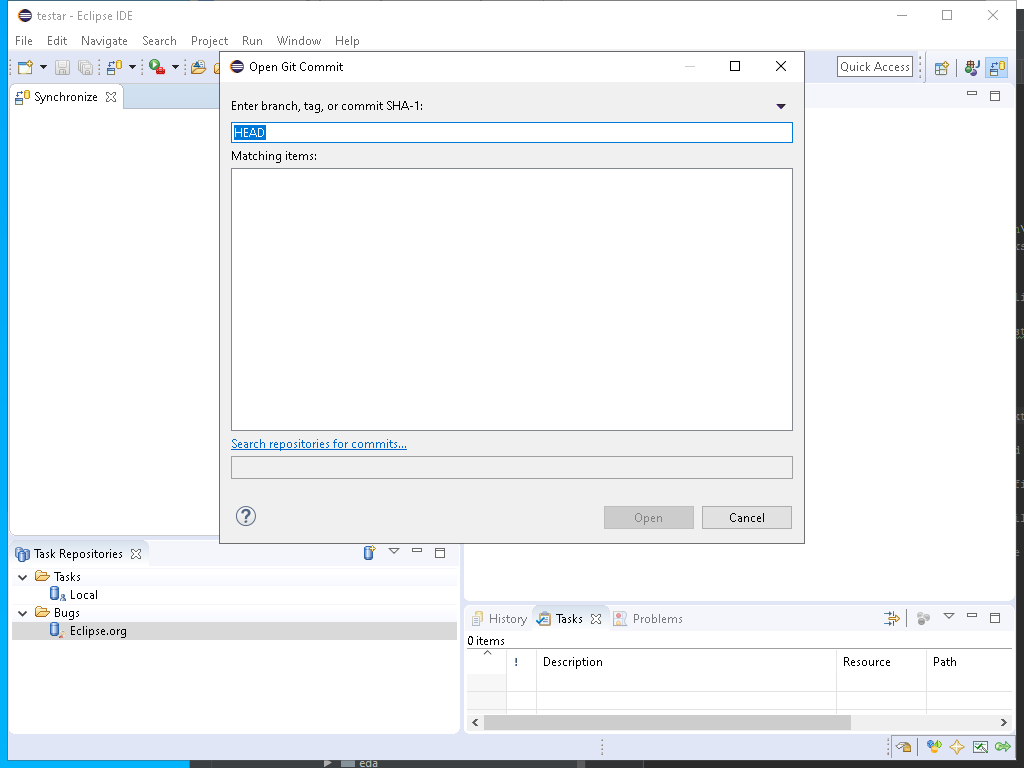 testar - Eclipse IDE
File Edit Navigate Search Project Run Window Help
Open Git Commit
Quick Access
Synchronize
Enter branch, tag, or commit SHA-1:
HEAD
Matching items:
Search repositories for commits...
Open
Cancel
Task Repositories
Tasks
Local
Bugs
Eclipse.org
History
Tasks
Problems
0 items
! Description Resource Path
eda